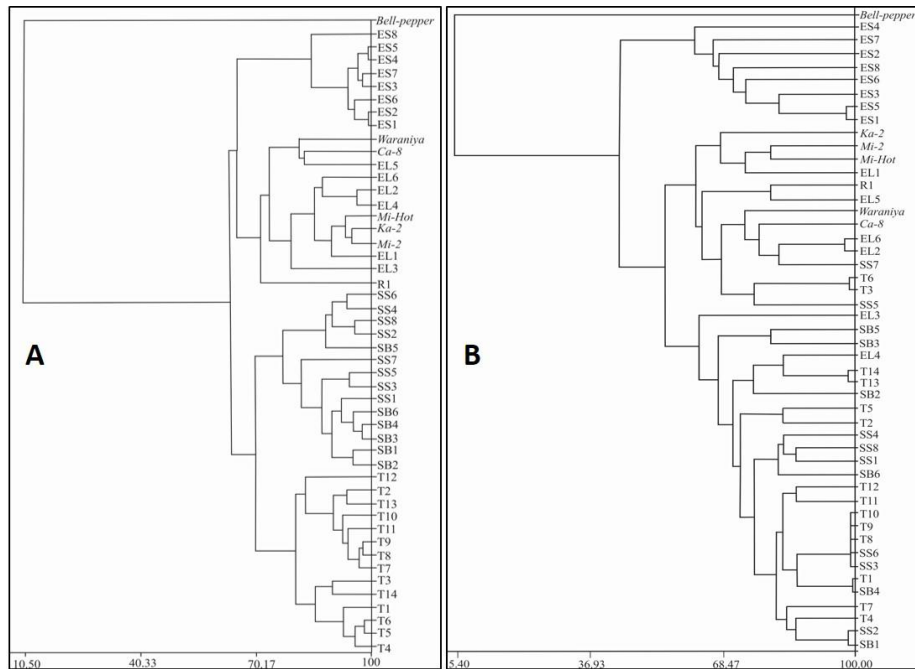 Bell-pepper
ES8
ES5
ES4
ES7
ES3
ES6
ES2
ES1
Waraniya
Ca-8
EL5
EL6
EL2
EL4
Mi-Hot
Ka-2
Mi-2
EL1
EL3
R1
SS6
SS4
SS8
SS2
SB5
SS7
SS5
SS3
SS1
SB6
SB4
SB3
SB1
SB2
T12
T2
T13
T10
T11
T9
T8
T7
T3
T14
T1
T6
T5
T4
A
10.50 40.33 70.17 100
Bell-pepper
ES4
ES7
ES2
ES8
ES6
ES3
ES5
ES1
Ka-2
Mi-2
Mi-Hot
EL1
R1
EL5
Waraniya
Ca-8
EL6
EL2
SS7
T6
T3
SS5
EL3
SB5
SB3
EL4
T14
T13
SB2
T5
T2
SS4
SS8
SS1
SB6
T12
T11
T10
T9
T8
SS6
SS3
T1
SB4
T7
T4
SS2
SB1
B
5.40 36.93 68.47 100.00